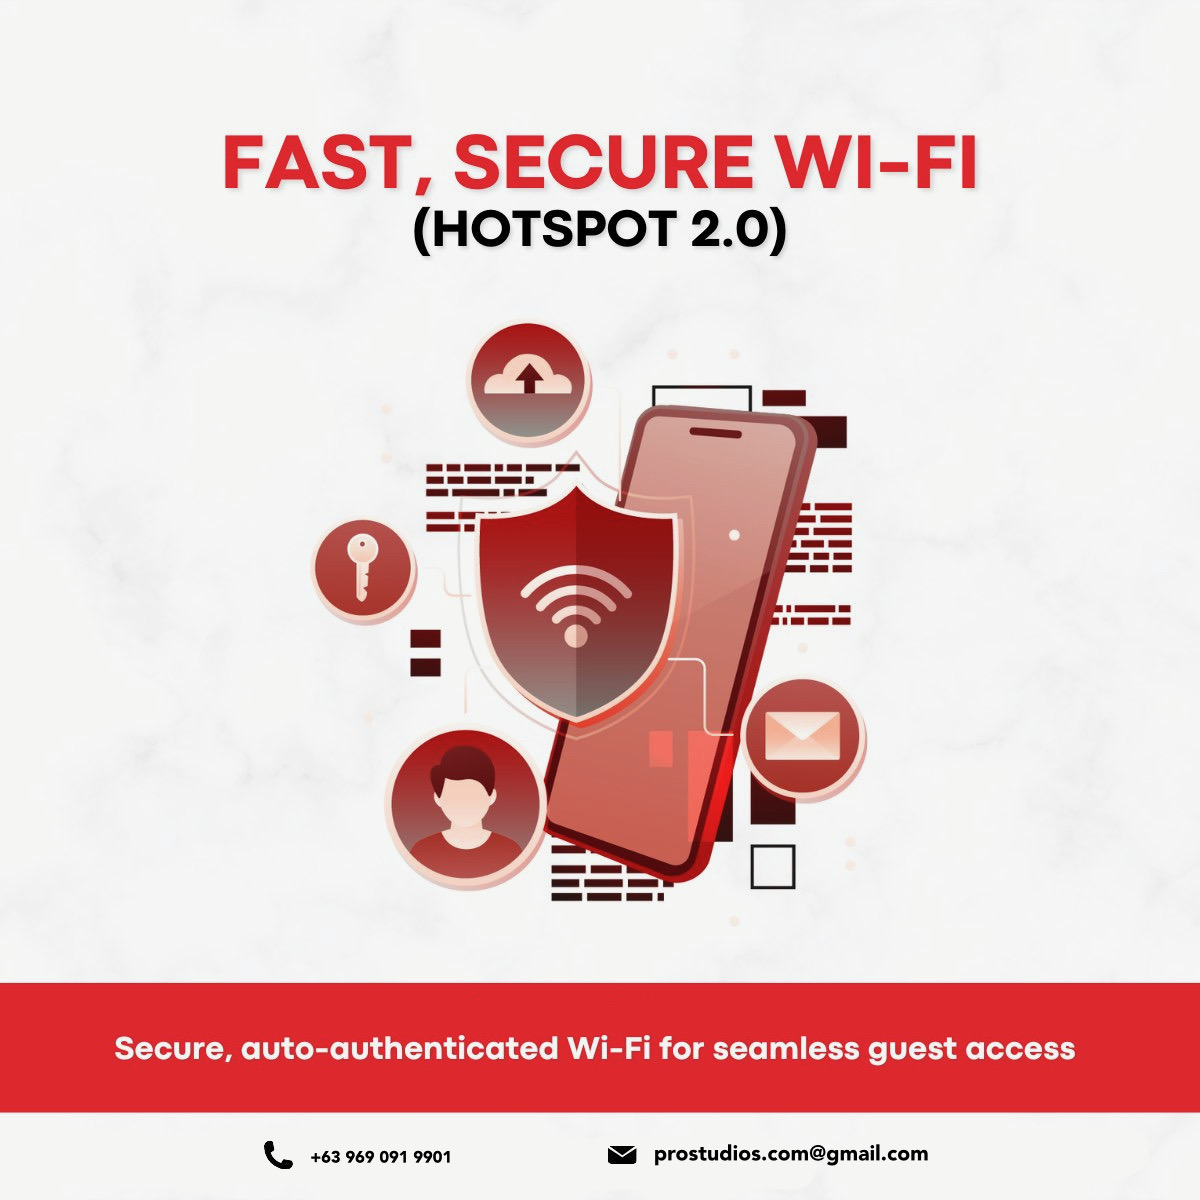 FAST, SECURE WI-FI
(HOTSPOT 2.0)
Secure, auto-authenticated Wi-Fi for seamless guest access
+63 969 091 9901
prostudios.com@gmail.com